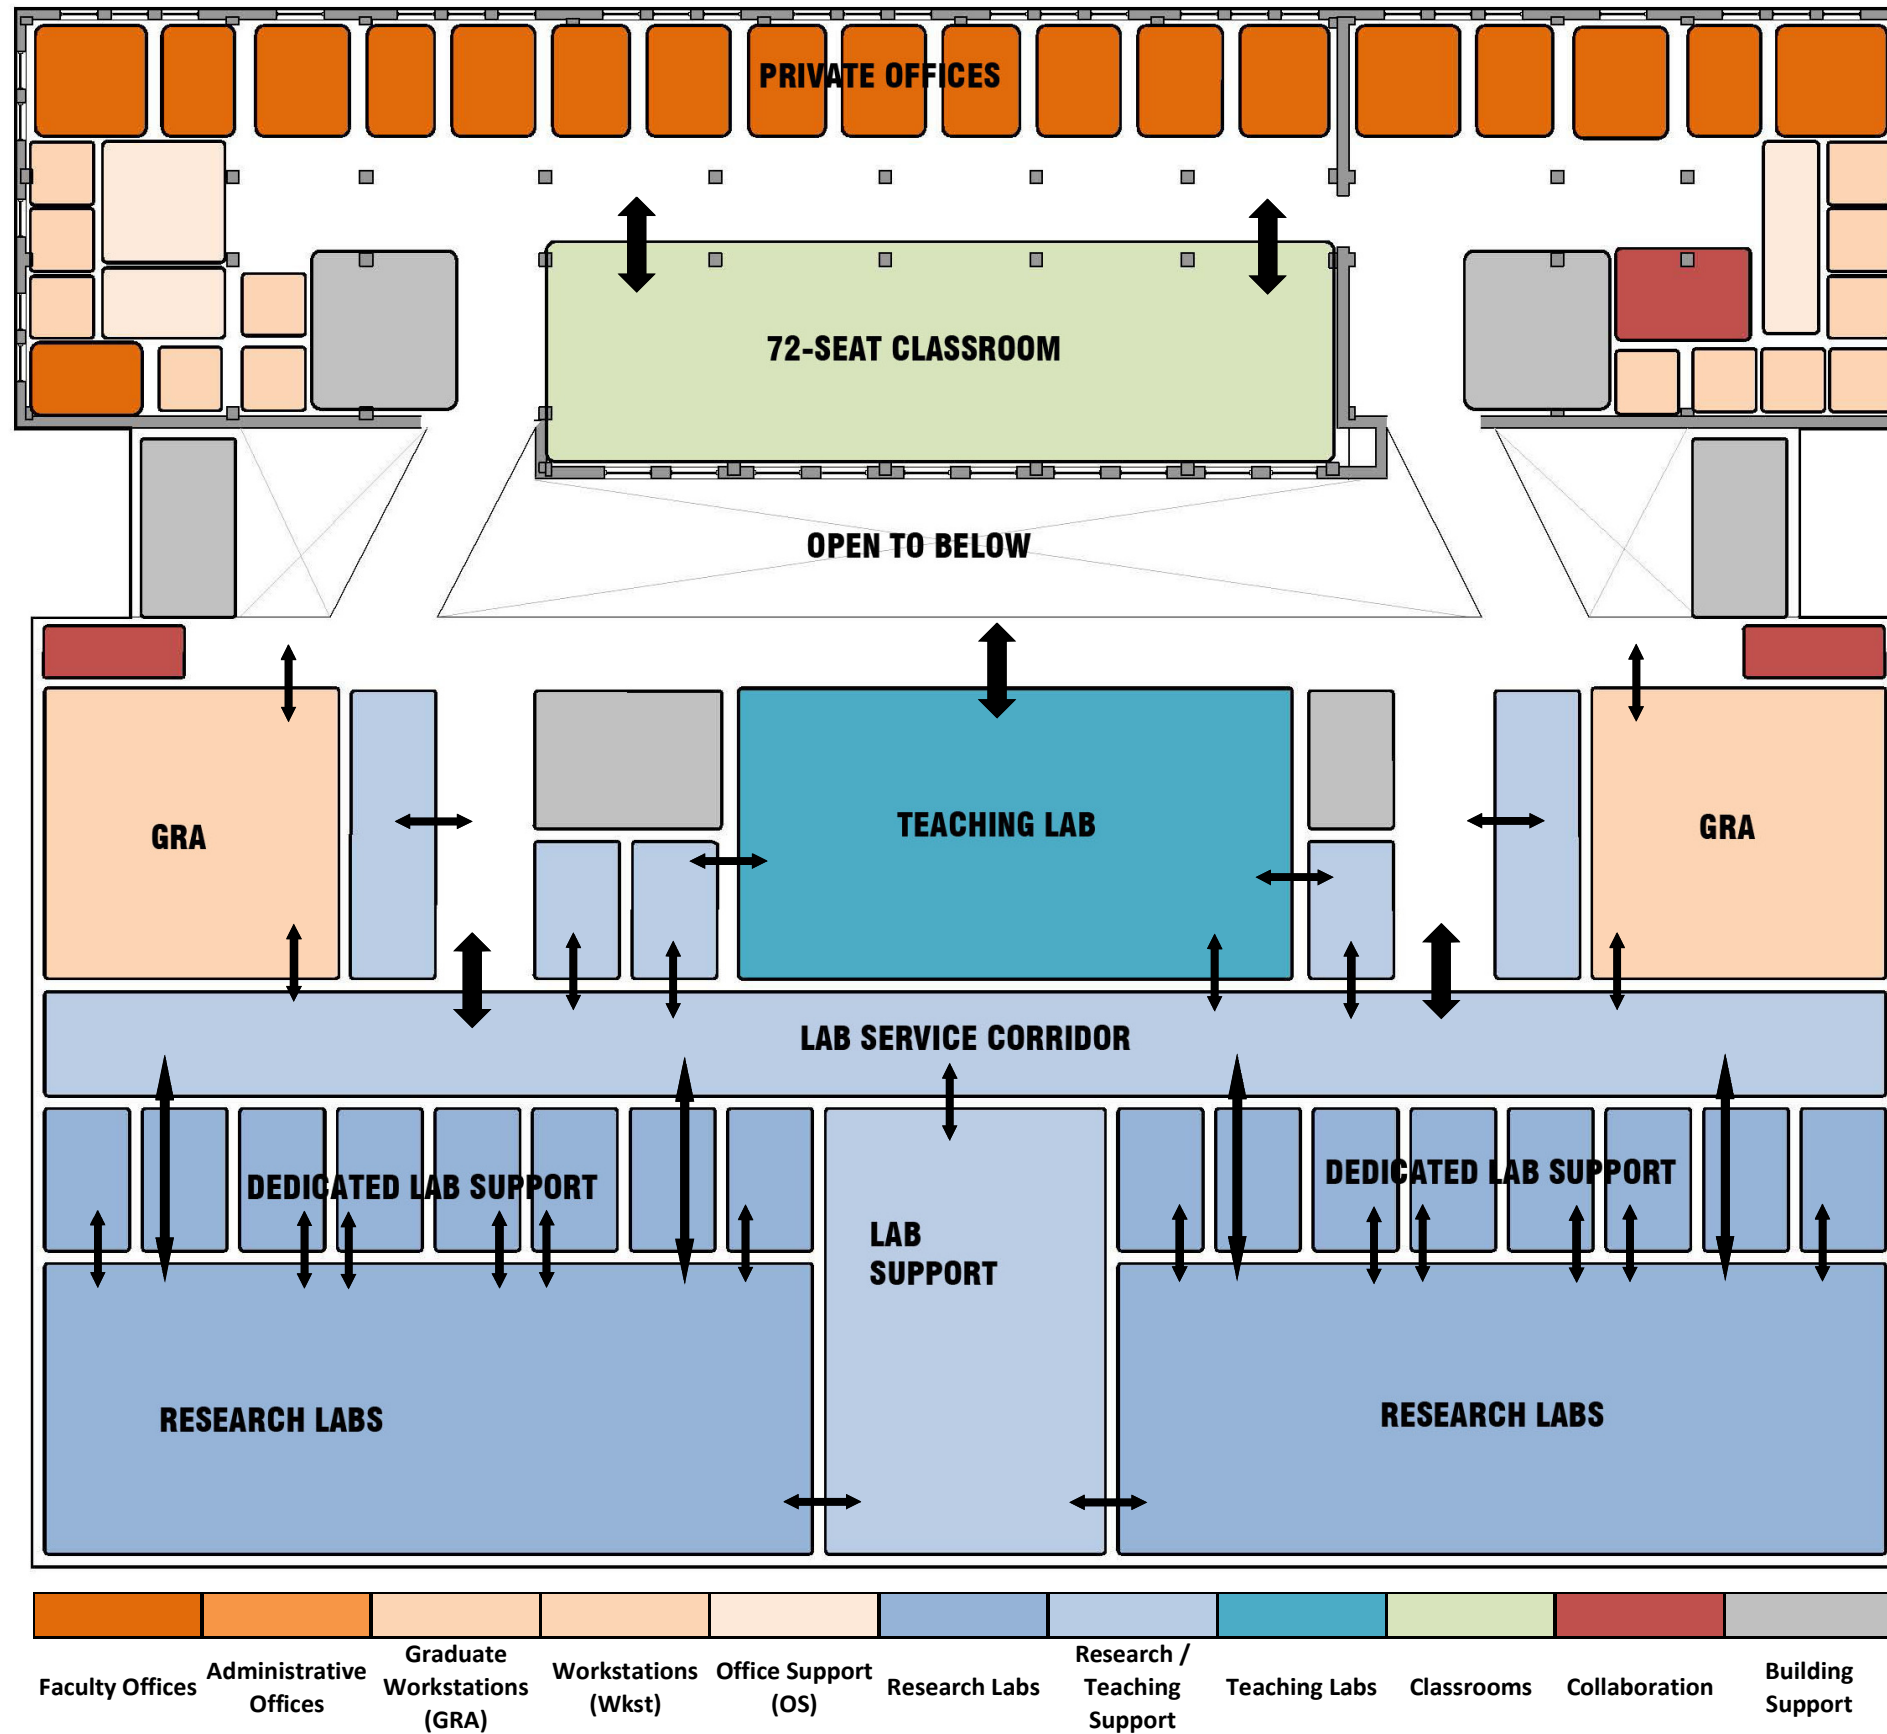 PRIVATE OFFICES
72-SEAT CLASSROOM
OPEN TO BELOW
GRA
TEACHING LAB
GRA
LAB SERVICE CORRIDOR
DEDICATED LAB SUPPORT
DEDICATED LAB SUPPORT
LAB
SUPPORT
RESEARCH LABS
RESEARCH LABS
Faculty Offices
Administrative
Offices
Graduate
Workstations
(GRA)
Workstations
(Wkst)
Office Support
(OS)
Research Labs
Research /
Teaching
Support
Teaching Labs
Classrooms
Collaboration
Building
Support